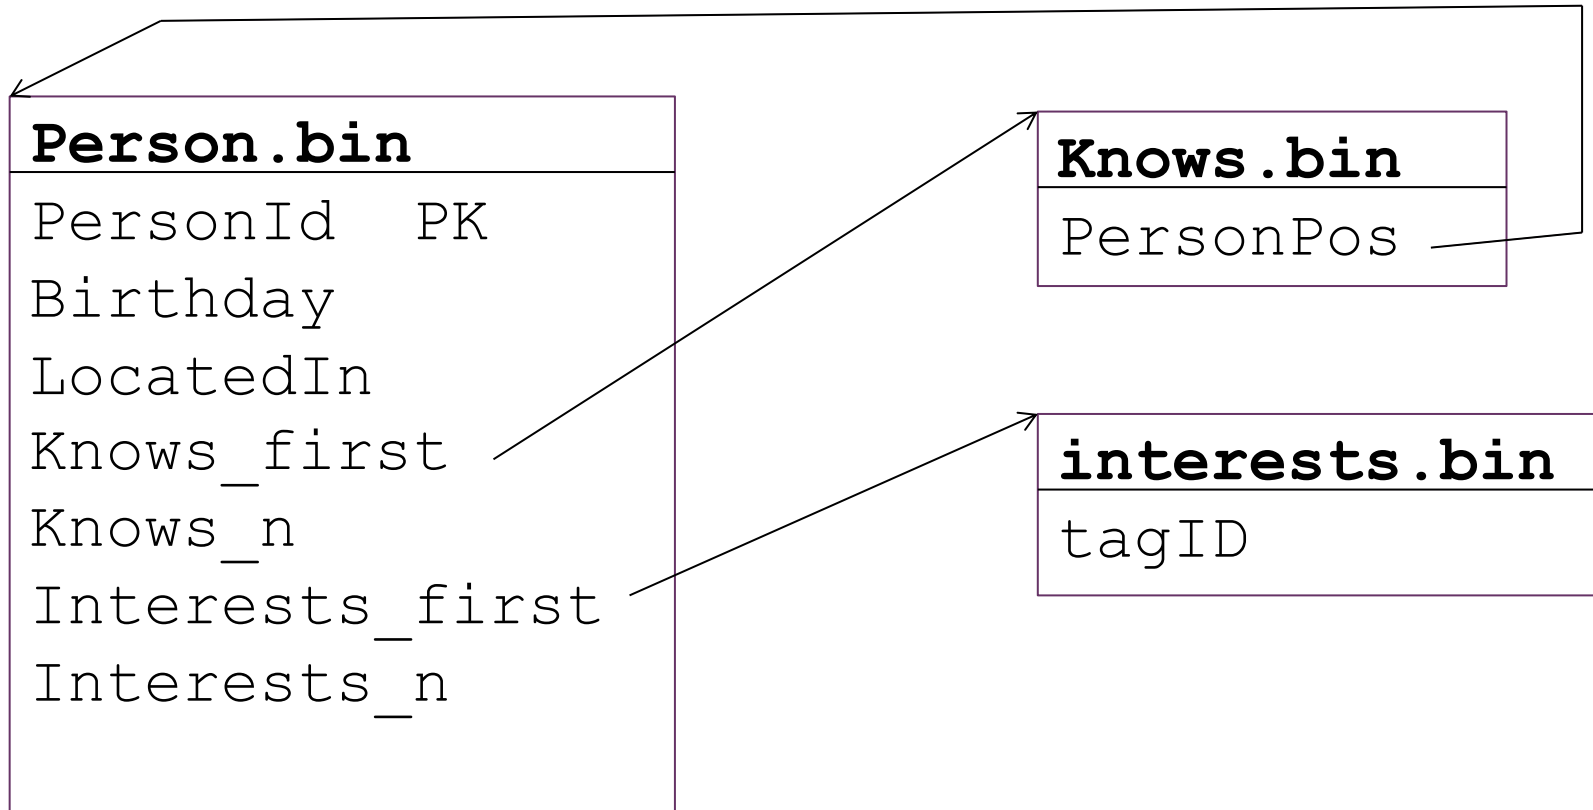 Person.bin
PersonId PK
Birthday
LocatedIn
Knows_first
Knows_n
Interests_first
Interests_n
Knows.bin
PersonPos
interests.bin
tagID